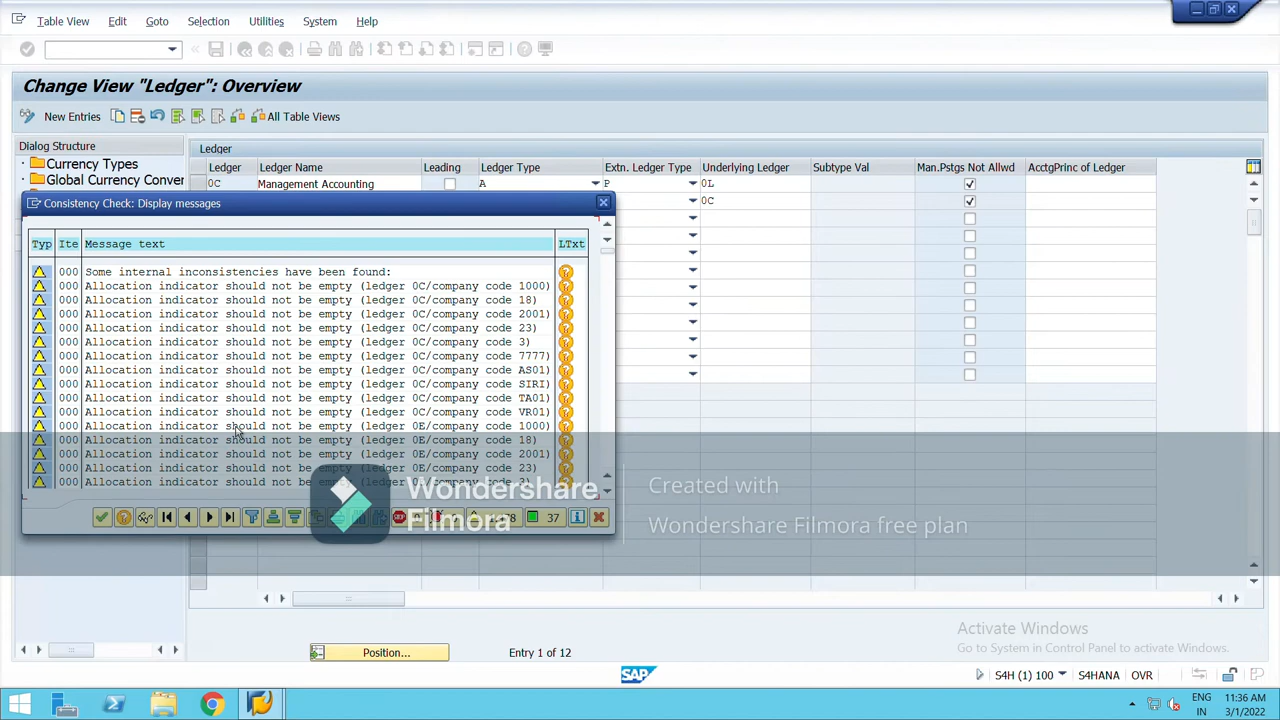 Table View Edit Goto Selection Utilities System Help
Change View "Ledger": Overview
New Entries All Table Views
Dialog Structure
Currency Types
Global Currency Conver
Ledger
Ledger Ledger Name Leading Ledger Type Extn. Ledger Type Underlying Ledger Subtype Val Man.Pstgs Not Allwd AcctgPrinc of Ledger
0C Management Accounting A P 0L
0C
Consistency Check: Display messages
Typ Ite Message text LTxt
000 Some internal inconsistencies have been found:
000 Allocation indicator should not be empty (ledger 0C/company code 1000)
000 Allocation indicator should not be empty (ledger 0C/company code 18)
000 Allocation indicator should not be empty (ledger 0C/company code 2001)
000 Allocation indicator should not be empty (ledger 0C/company code 23)
000 Allocation indicator should not be empty (ledger 0C/company code 3)
000 Allocation indicator should not be empty (ledger 0C/company code 7777)
000 Allocation indicator should not be empty (ledger 0C/company code AS01)
000 Allocation indicator should not be empty (ledger 0C/company code SIRI)
000 Allocation indicator should not be empty (ledger 0C/company code TA01)
000 Allocation indicator should not be empty (ledger 0C/company code VR01)
000 Allocation indicator should not be empty (ledger 0E/company code 1000)
000 Allocation indicator should not be empty (ledger 0E/company code 18)
000 Allocation indicator should not be empty (ledger 0E/company code 2001)
000 Allocation indicator should not be empty (ledger 0E/company code 23)
000 Allocation indicator should not be empty (ledger 0E/company code 3)
37
Wondershare
Filmora
Created with
Wondershare Filmora free plan
Position... Entry 1 of 12
Activate Windows
Go to System in Control Panel to activate Windows.
SAP
S4H (1) 100 S4HANA OVR
ENG
IN
11:36 AM
3/1/2022